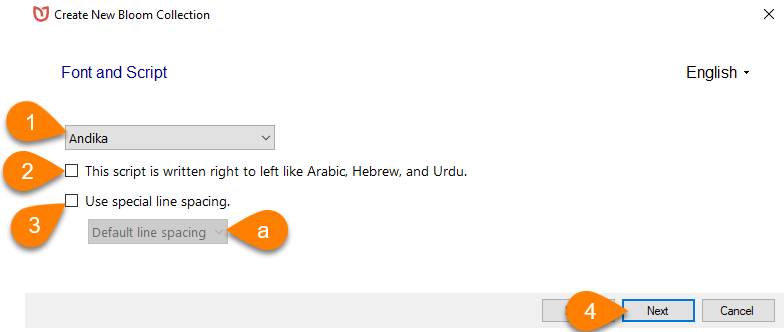 Create New Bloom Collection
Font and Script
English
1
Andika
2
This script is written right to left like Arabic, Hebrew, and Urdu.
3
Use special line spacing.
Default line spacing
a
4
Next
Cancel